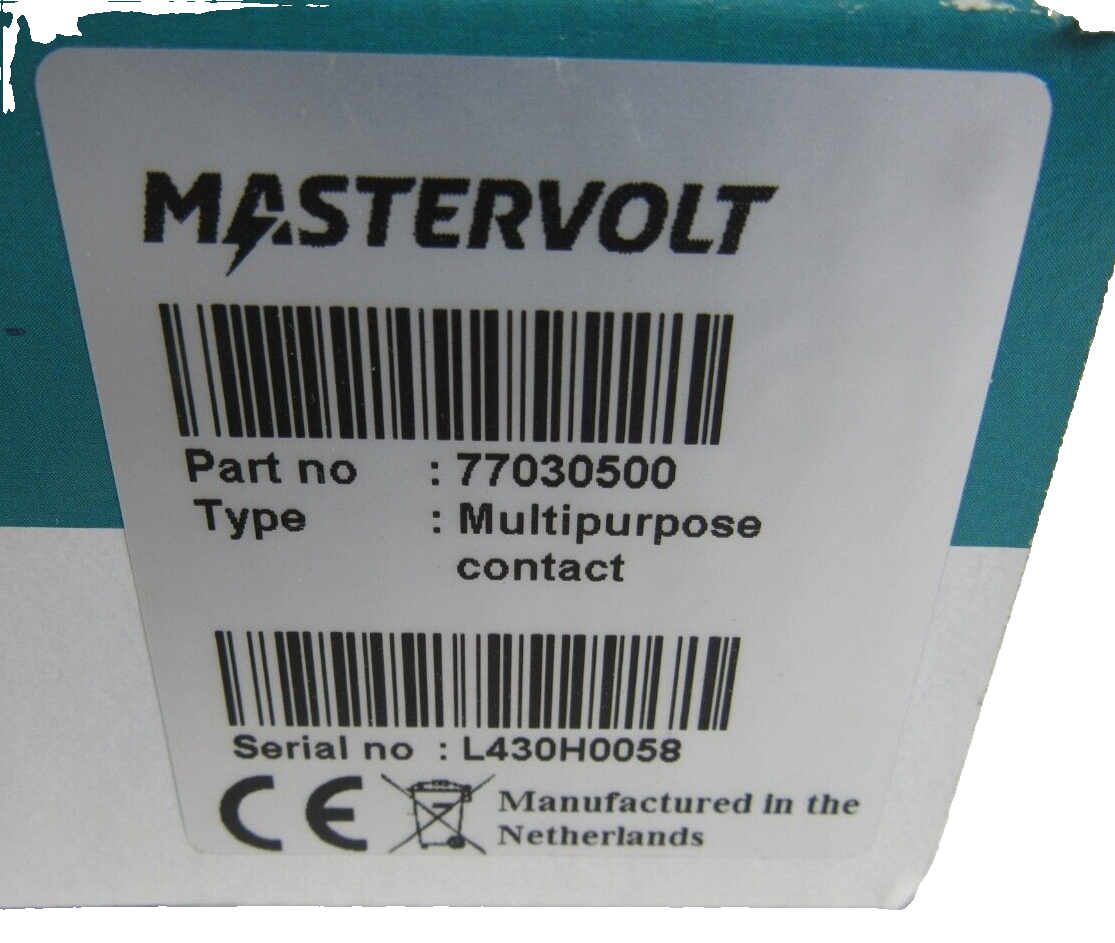 MASTERVOLT
Part no : 77030500
Type : Multipurpose
contact
Serial no : L430H0058
CE Manufactured in the
Netherlands